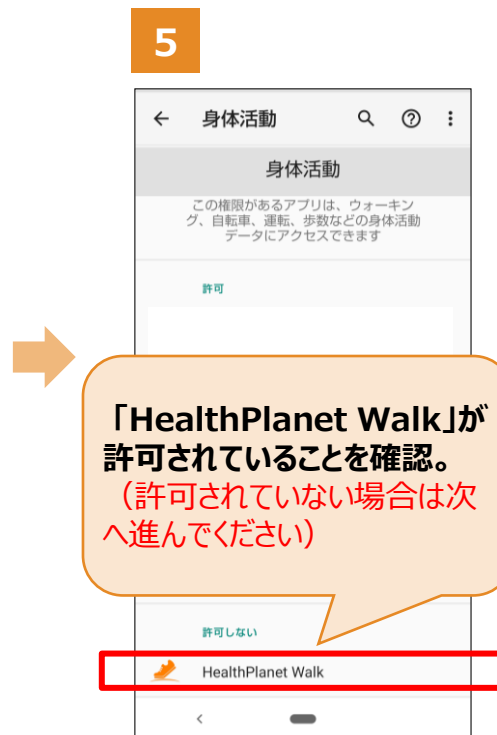 5
身体活動
身体活動
この権限があるアプリは、ウォーキン
グ、自転車、運転、歩数などの身体活動
データにアクセスできます
許可
「HealthPlanet Walk」が
許可されていることを確認。
（許可されていない場合は次
へ進んでください）
許可しない
HealthPlanet Walk